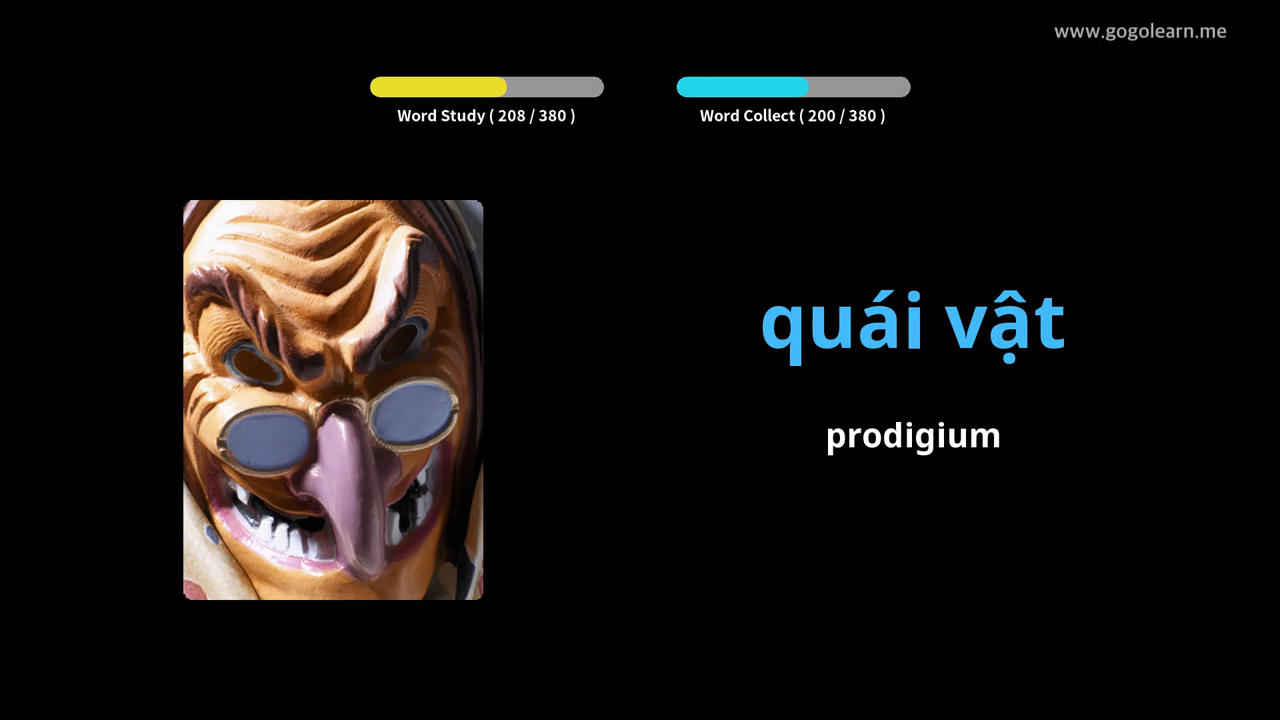 www.gogolearn.me
Word Study ( 208 / 380 )
Word Collect ( 200 / 380 )
quái vật
prodigium